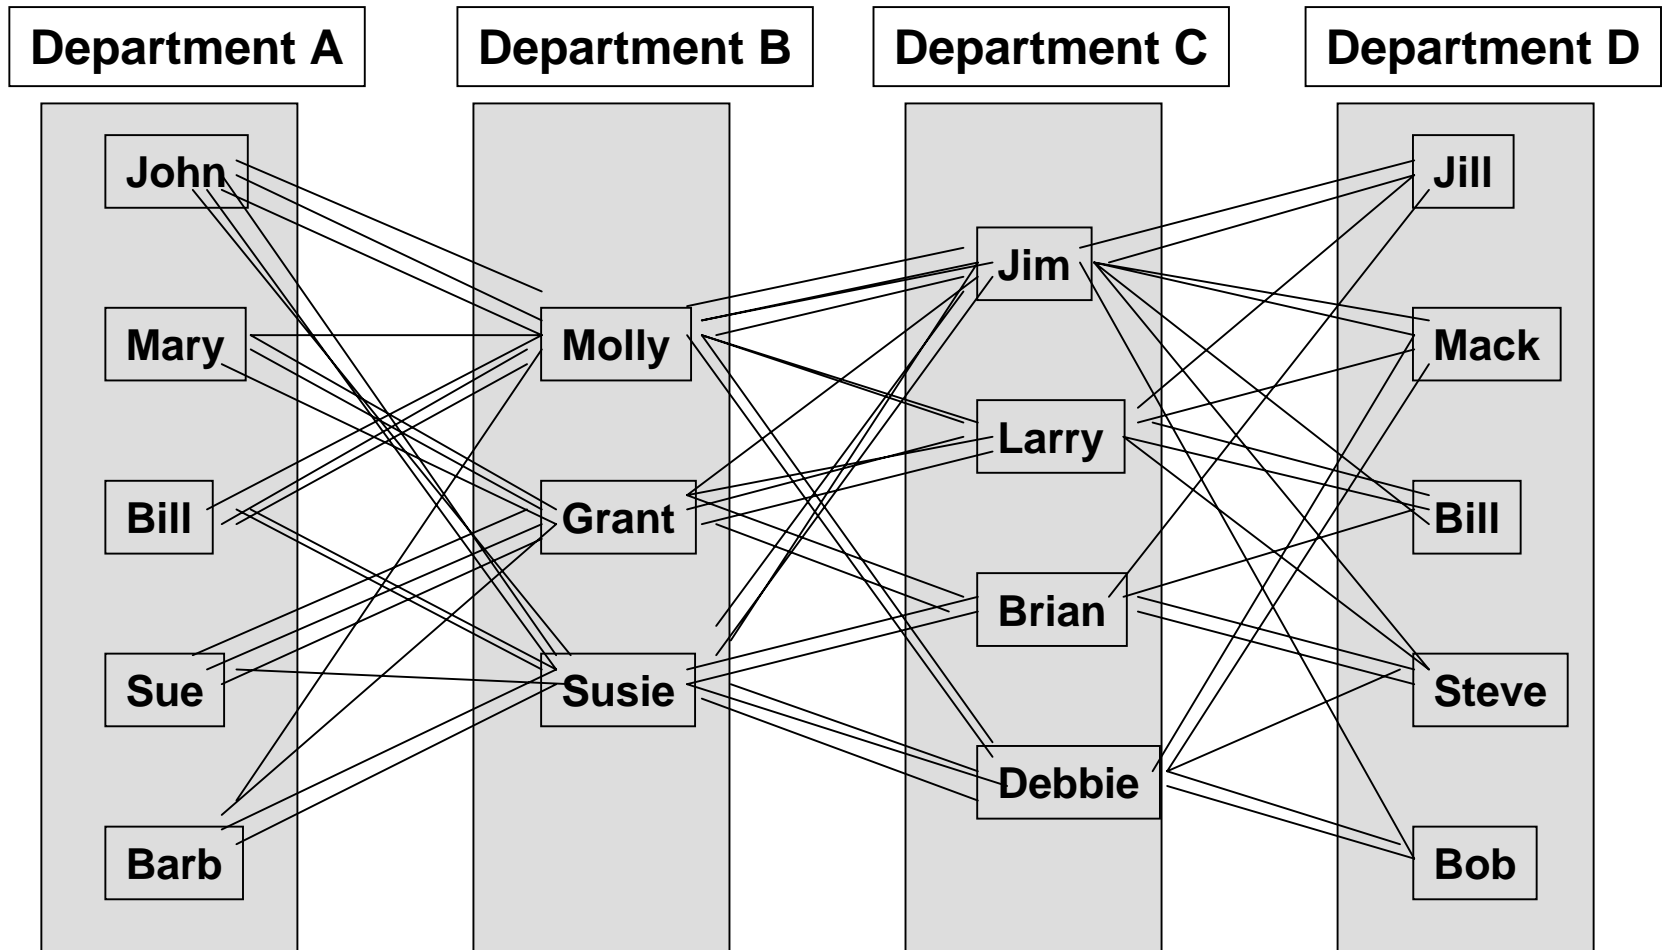 Department A
Department B
Department C
Department D
John
Mary
Bill
Sue
Barb
Molly
Grant
Susie
Jim
Larry
Brian
Debbie
Jill
Mack
Bill
Steve
Bob